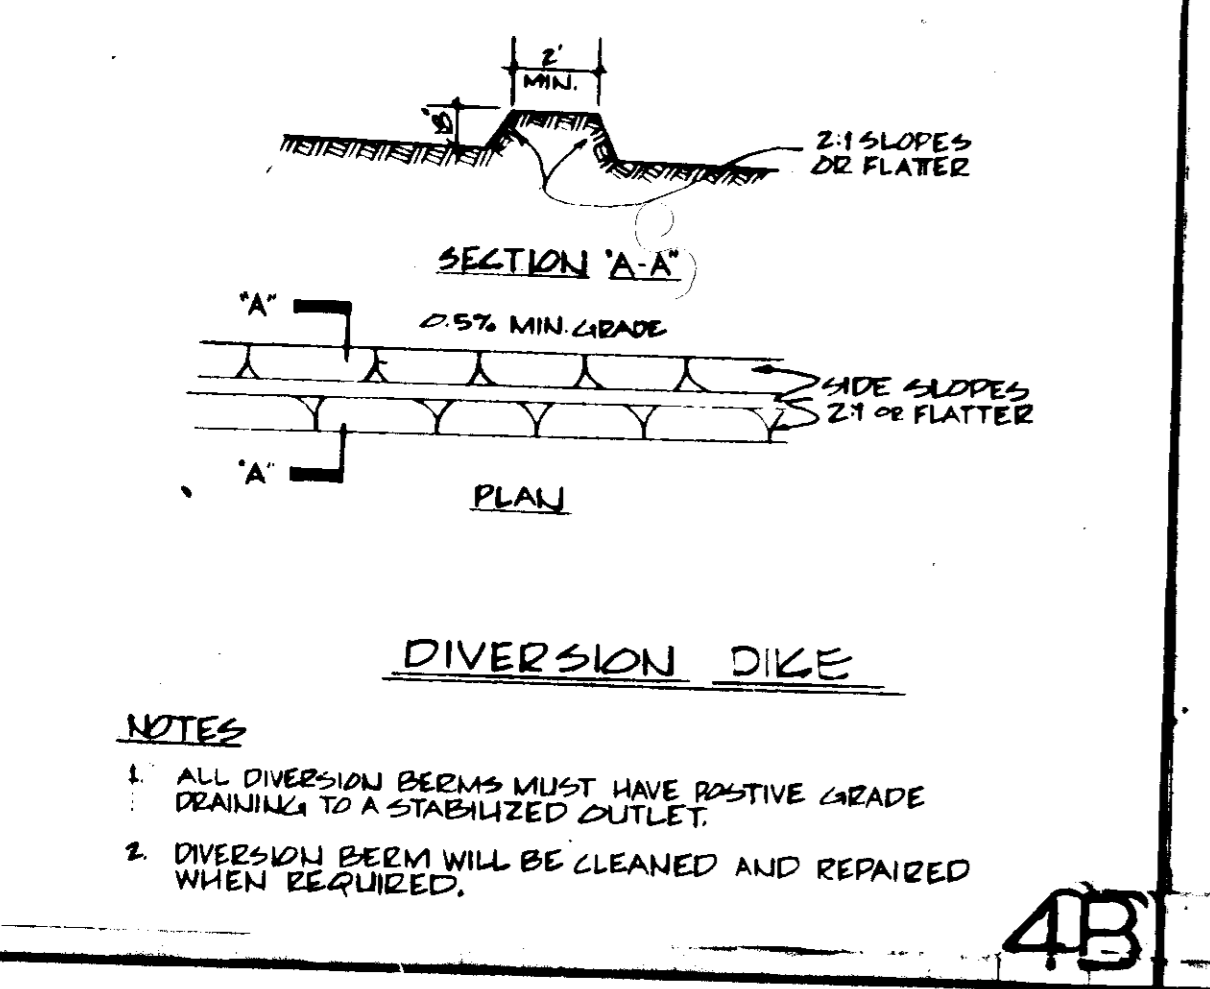 2'
MIN.
2:1 SLOPES
OR FLATTER
SECTION "A-A"
"A"
0.5% MIN. GRADE
SIDE SLOPES
2:1 OR FLATTER
"A"
PLAN
DIVERSION DIKE
NOTES
1. ALL DIVERSION BERMS MUST HAVE POSTIVE GRADE
DRAINING TO A STABILIZED OUTLET.
2. DIVERSION BERM WILL BE CLEANED AND REPAIRED
WHEN REQUIRED.
4B